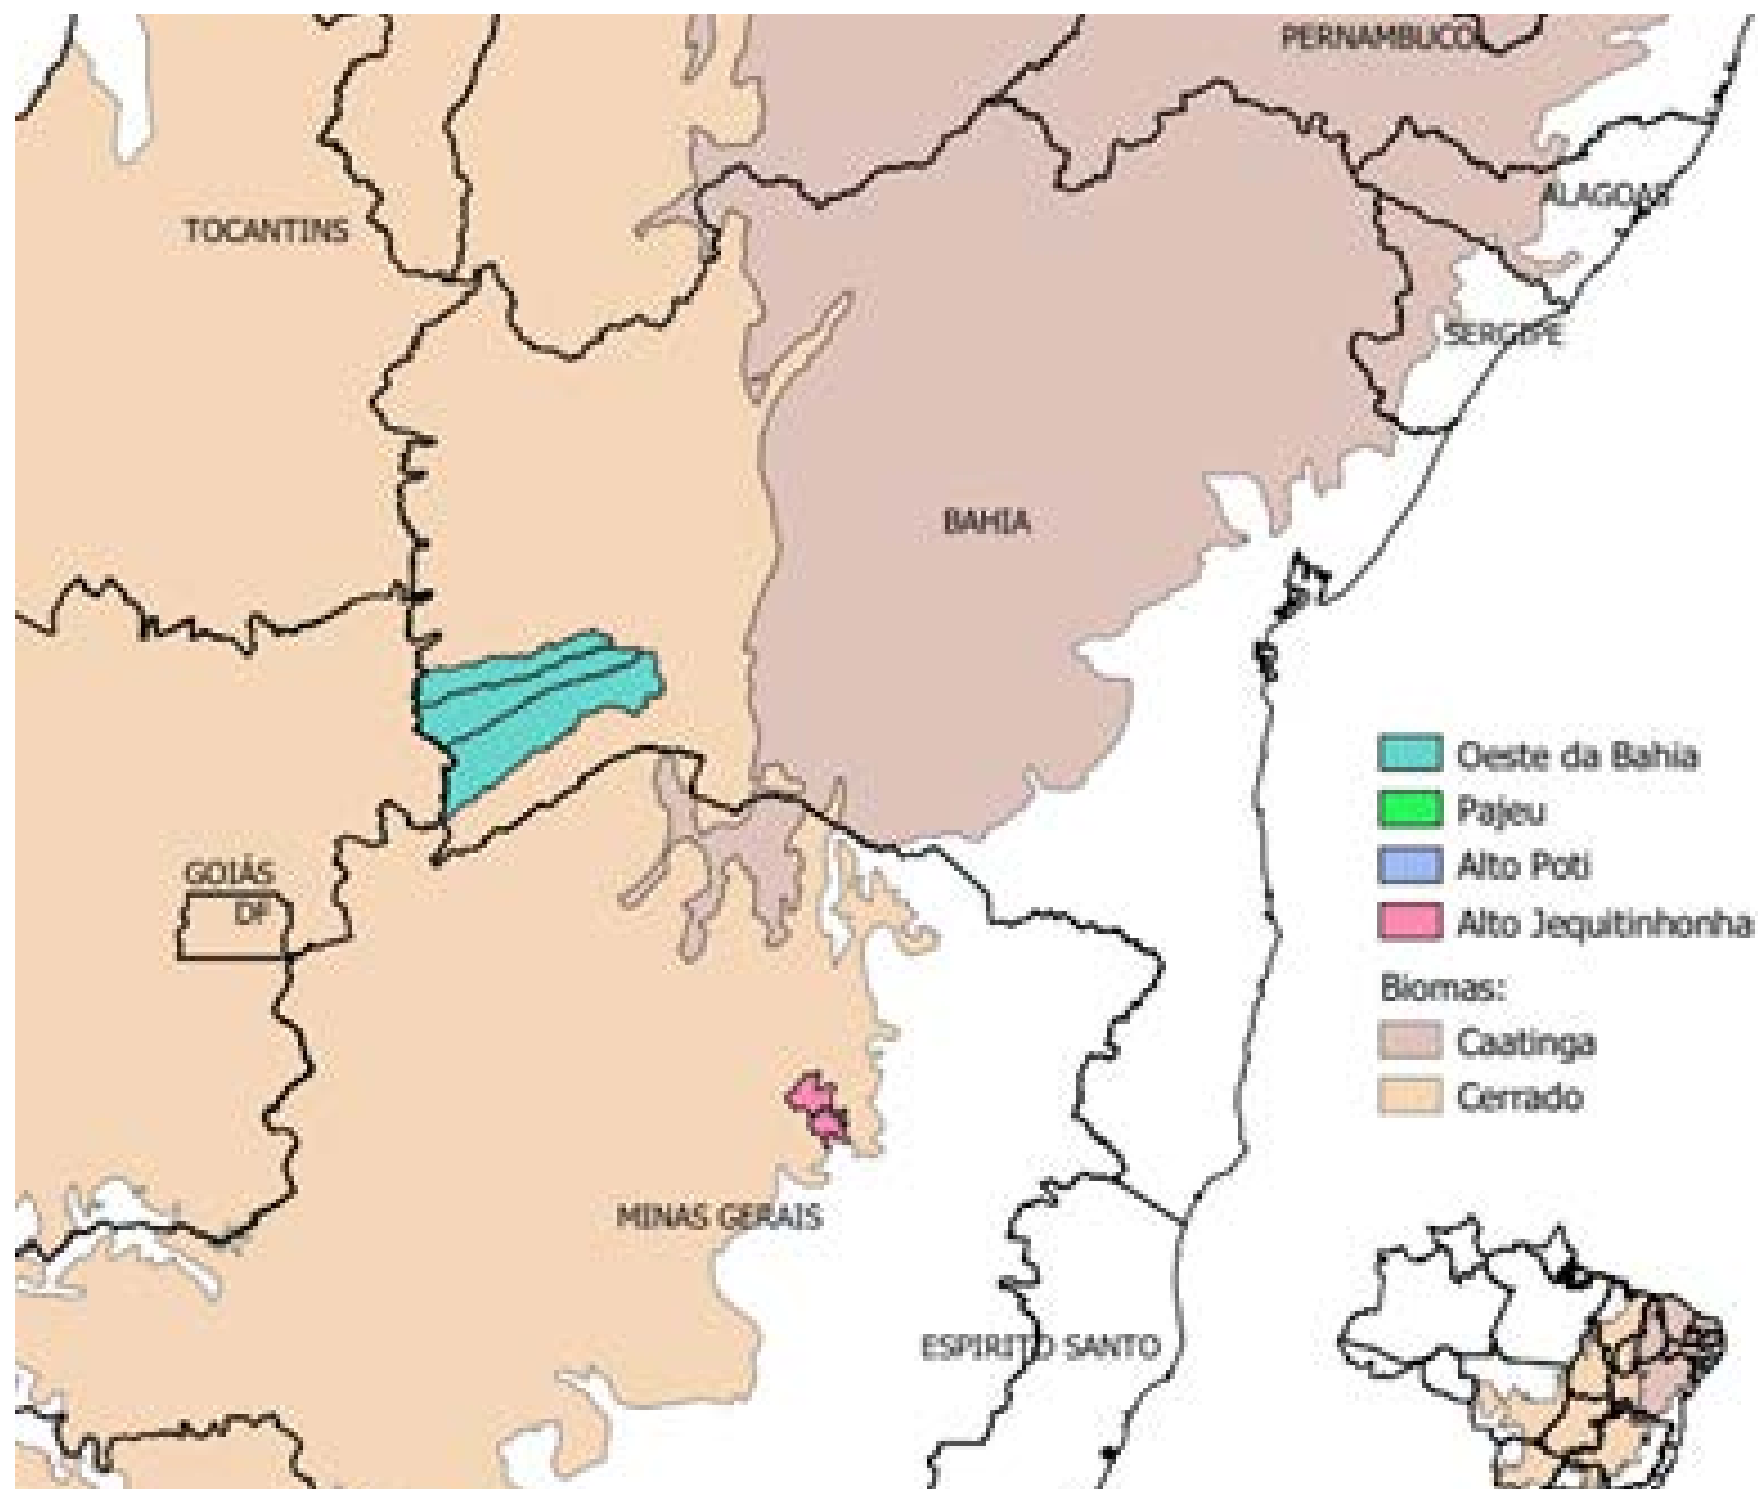 PERNAMBUCO
ALAGOAS
TOCANTINS
SERGIPE
BAHIA
Oeste da Bahia
Pajeu
Alto Poti
GOIÁS
DF
Alto Jequitinhonha
Biomas:
Caatinga
Cerrado
MINAS GERAIS
ESPIRITO SANTO